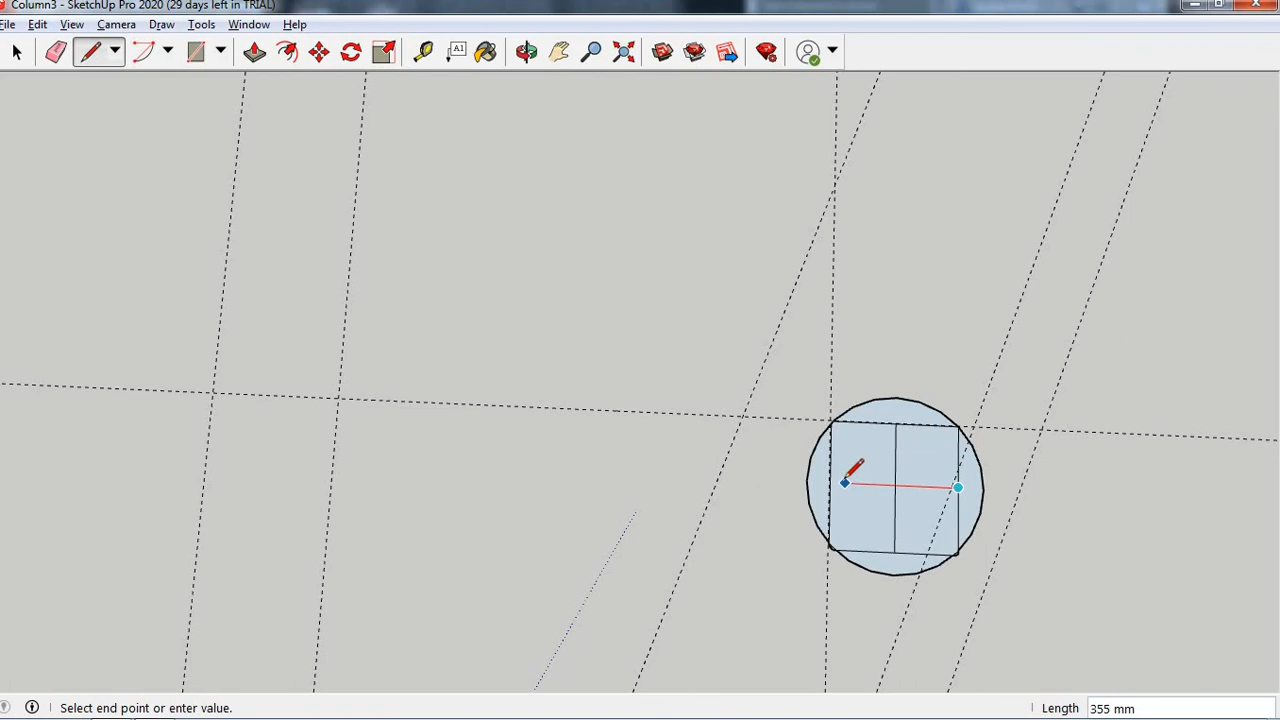 Column3 - SketchUp Pro 2020 (29 days left in TRIAL)
File Edit View Camera Draw Tools Window Help
A1
Select end point or enter value. Length 355 mm